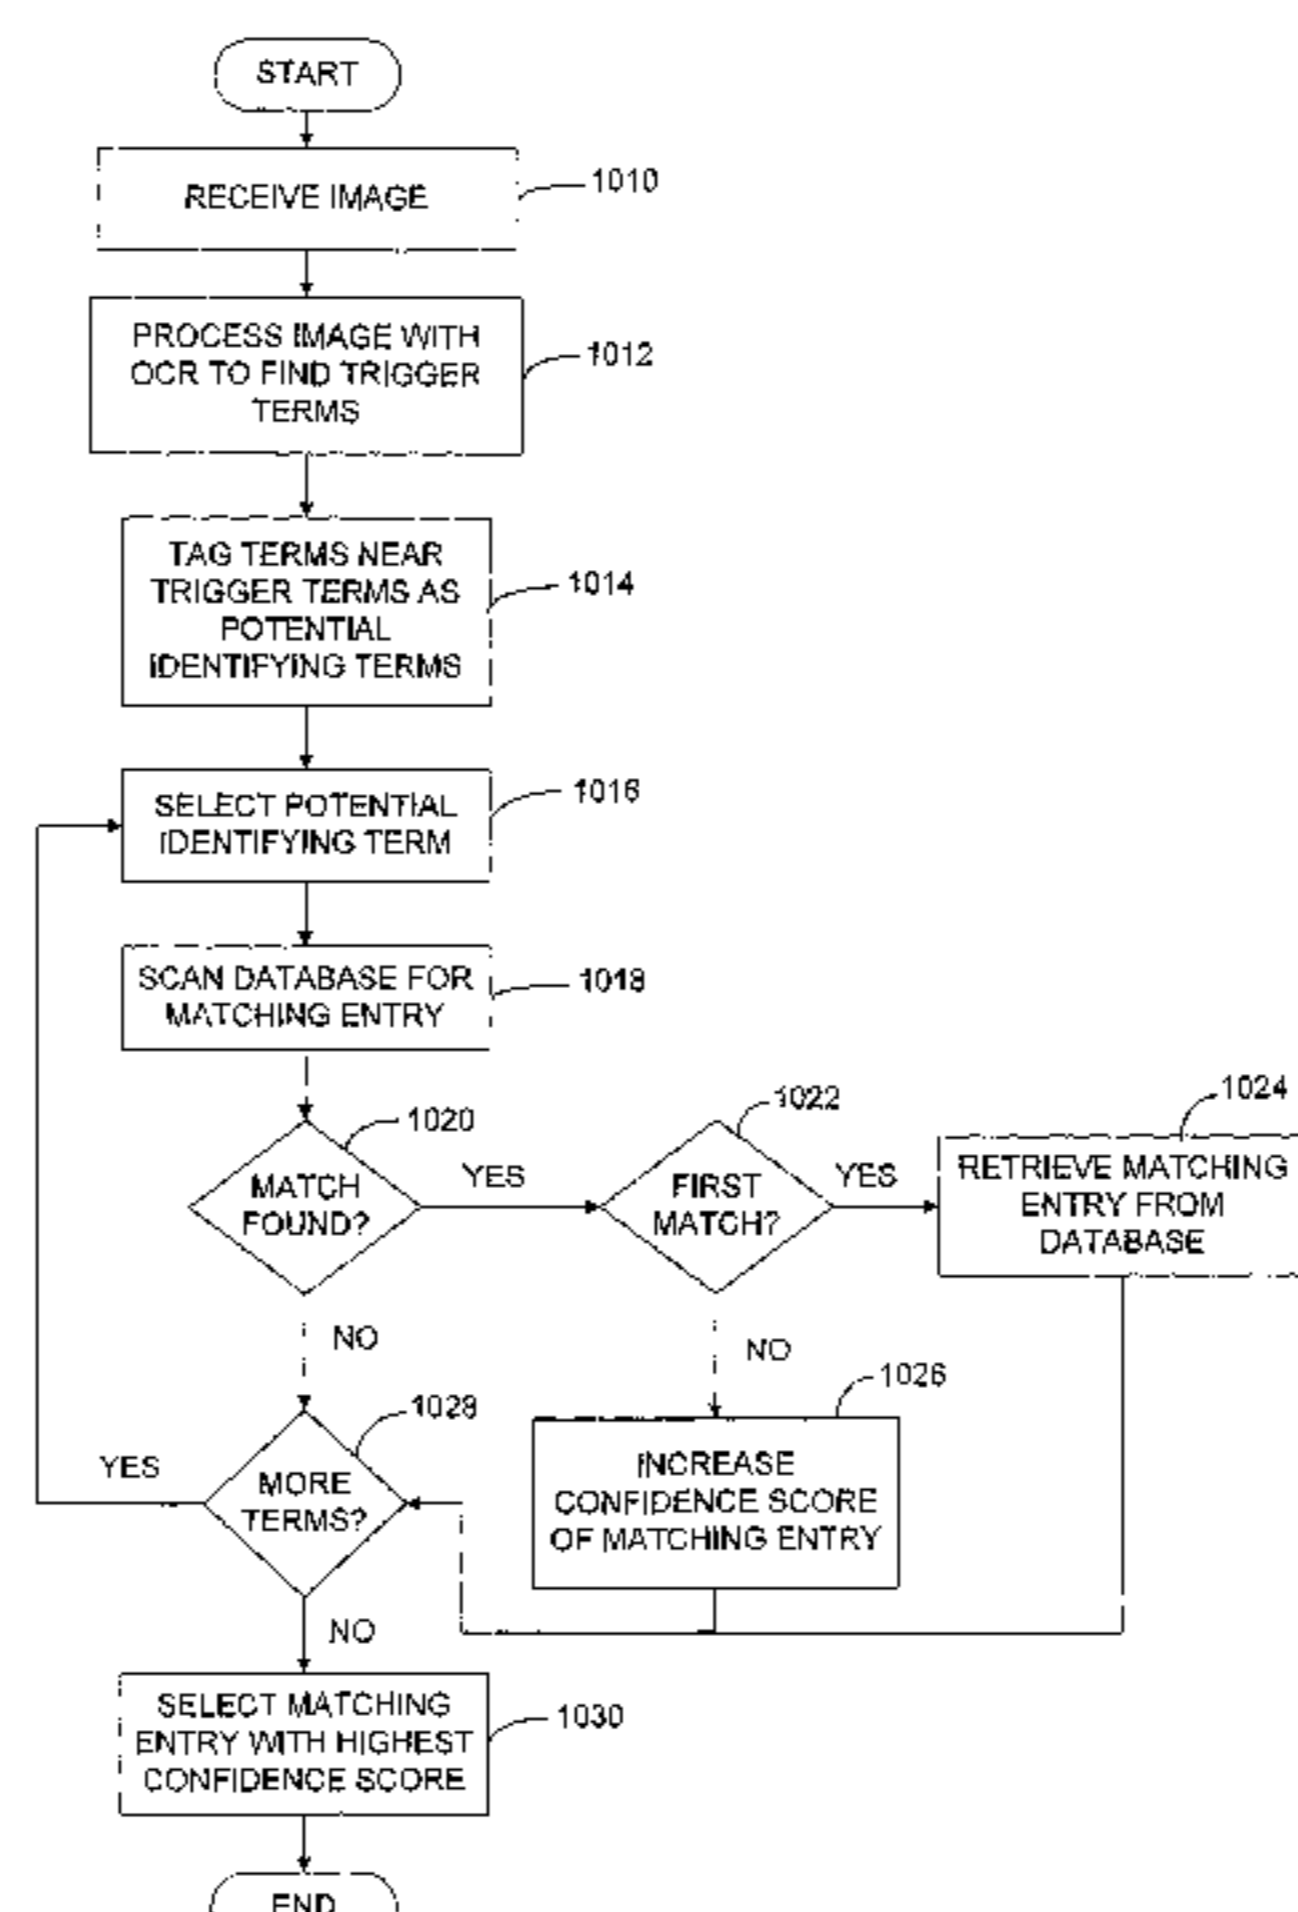 START
RECEIVE IMAGE
1010
PROCESS IMAGE WITH
OCR TO FIND TRIGGER
TERMS
1012
TAG TERMS NEAR
TRIGGER TERMS AS
POTENTIAL
IDENTIFYING TERMS
1014
SELECT POTENTIAL
IDENTIFYING TERM
1016
SCAN DATABASE FOR
MATCHING ENTRY
1018
MATCH
FOUND?
1020
YES
FIRST
MATCH?
1022
YES
RETRIEVE MATCHING
ENTRY FROM
DATABASE
1024
NO
NO
INCREASE
CONFIDENCE SCORE
OF MATCHING ENTRY
1026
MORE
TERMS?
1028
YES
NO
SELECT MATCHING
ENTRY WITH HIGHEST
CONFIDENCE SCORE
1030
END